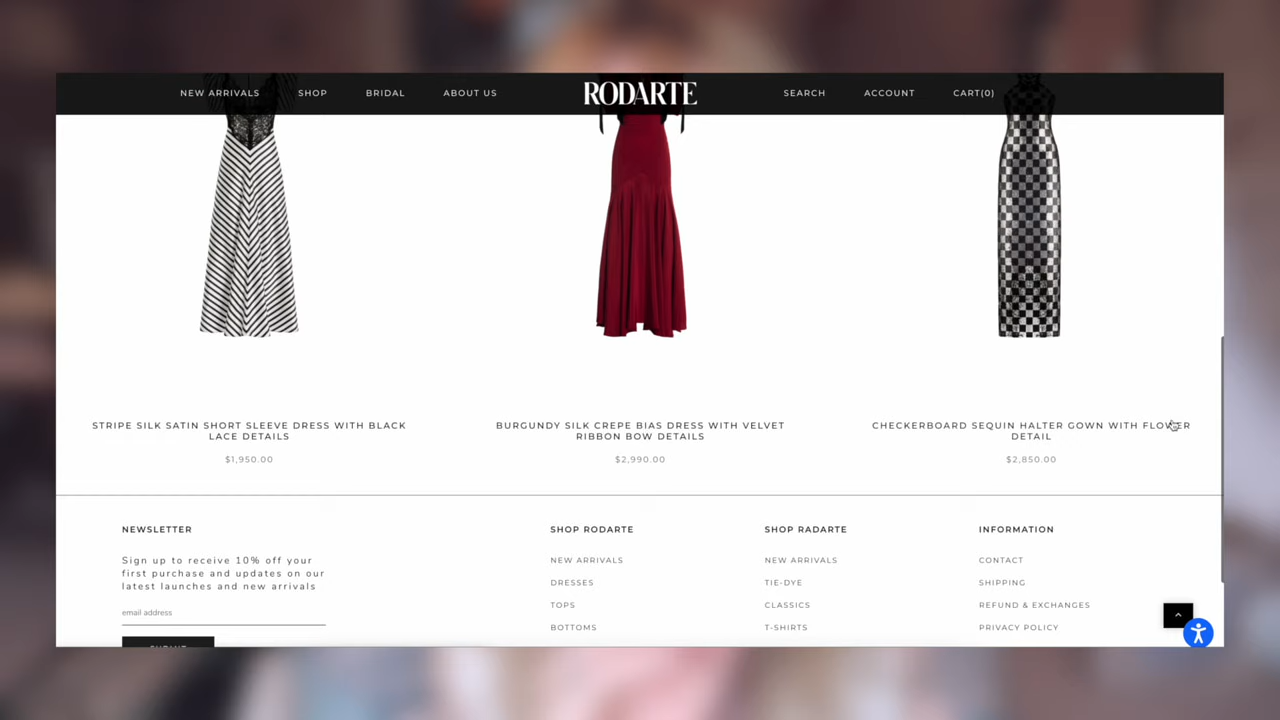 NEW ARRIVALS SHOP BRIDAL ABOUT US RODARTE SEARCH ACCOUNT CART(0)
STRIPE SILK SATIN SHORT SLEEVE DRESS WITH BLACK
LACE DETAILS
$1,950.00
BURGUNDY SILK CREPE BIAS DRESS WITH VELVET
RIBBON BOW DETAILS
$2,990.00
CHECKERBOARD SEQUIN HALTER GOWN WITH FLOWER
DETAIL
$2,850.00
NEWSLETTER
Sign up to receive 10% off your
first purchase and updates on our
latest launches and new arrivals
email address
SHOP RODARTE
NEW ARRIVALS
DRESSES
TOPS
BOTTOMS
SHOP RADARTE
NEW ARRIVALS
TIE-DYE
CLASSICS
T-SHIRTS
INFORMATION
CONTACT
SHIPPING
REFUND & EXCHANGES
PRIVACY POLICY